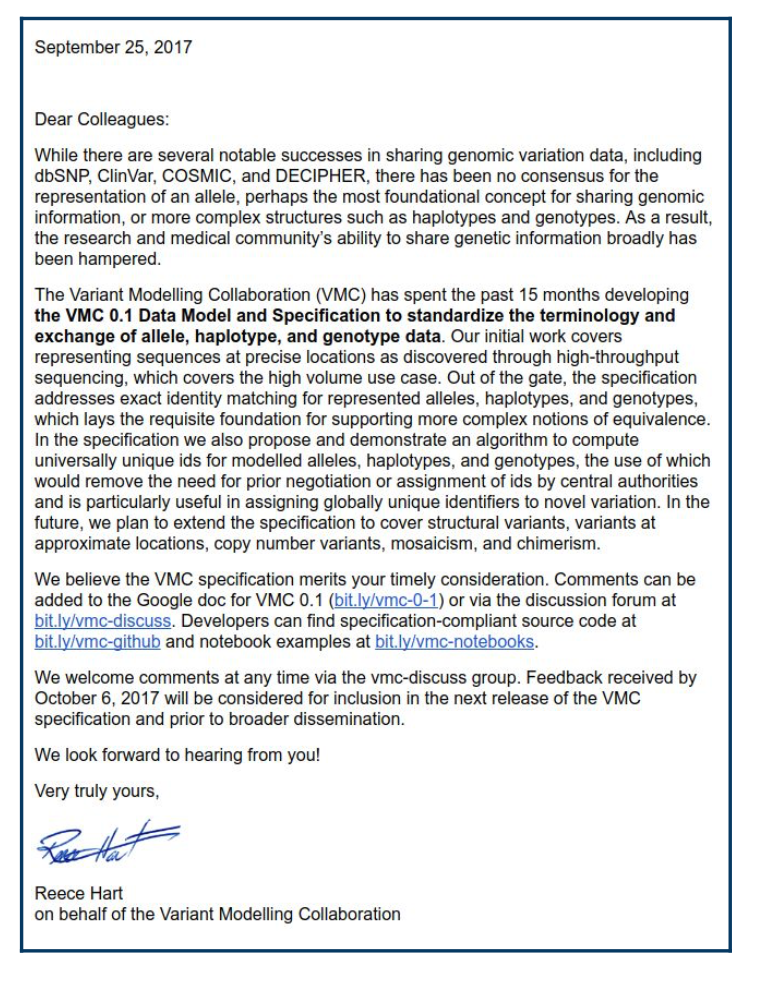 September 25, 2017
Dear Colleagues:
While there are several notable successes in sharing genomic variation data, including
dbSNP, ClinVar, COSMIC, and DECIPHER, there has been no consensus for the
representation of an allele, perhaps the most foundational concept for sharing genomic
information, or more complex structures such as haplotypes and genotypes. As a result,
the research and medical community's ability to share genetic information broadly has
been hampered.
The Variant Modelling Collaboration (VMC) has spent the past 15 months developing
the VMC 0.1 Data Model and Specification to standardize the terminology and
exchange of allele, haplotype, and genotype data. Our initial work covers
representing sequences at precise locations as discovered through high-throughput
sequencing, which covers the high volume use case. Out of the gate, the specification
addresses exact identity matching for represented alleles, haplotypes, and genotypes,
which lays the requisite foundation for supporting more complex notions of equivalence.
In the specification we also propose and demonstrate an algorithm to compute
universally unique ids for modelled alleles, haplotypes, and genotypes, the use of which
would remove the need for prior negotiation or assignment of ids by central authorities
and is particularly useful in assigning globally unique identifiers to novel variation. In the
future, we plan to extend the specification to cover structural variants, variants at
approximate locations, copy number variants, mosaicism, and chimerism.
We believe the VMC specification merits your timely consideration. Comments can be
added to the Google doc for VMC 0.1 (bit.ly/vmc-0-1) or via the discussion forum at
bit.ly/vmc-discuss. Developers can find specification-compliant source code at
bit.ly/vmc-github and notebook examples at bit.ly/vmc-notebooks.
We welcome comments at any time via the vmc-discuss group. Feedback received by
October 6, 2017 will be considered for inclusion in the next release of the VMC
specification and prior to broader dissemination.
We look forward to hearing from you!
Very truly yours,
Reece Hart
Reece Hart
on behalf of the Variant Modelling Collaboration